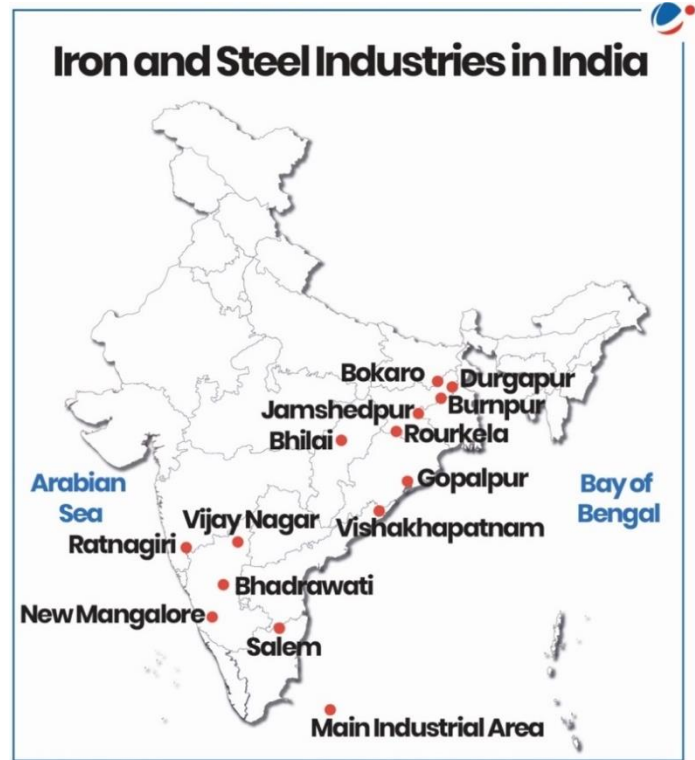 Iron and Steel Industries in India
Bokaro
Durgapur
Jamshedpur
Burnpur
Bhilai
Rourkela
Gopalpur
Arabian
Sea
Bay of
Bengal
Vijay Nagar
Vishakhapatnam
Ratnagiri
Bhadrawati
New Mangalore
Salem
Main Industrial Area